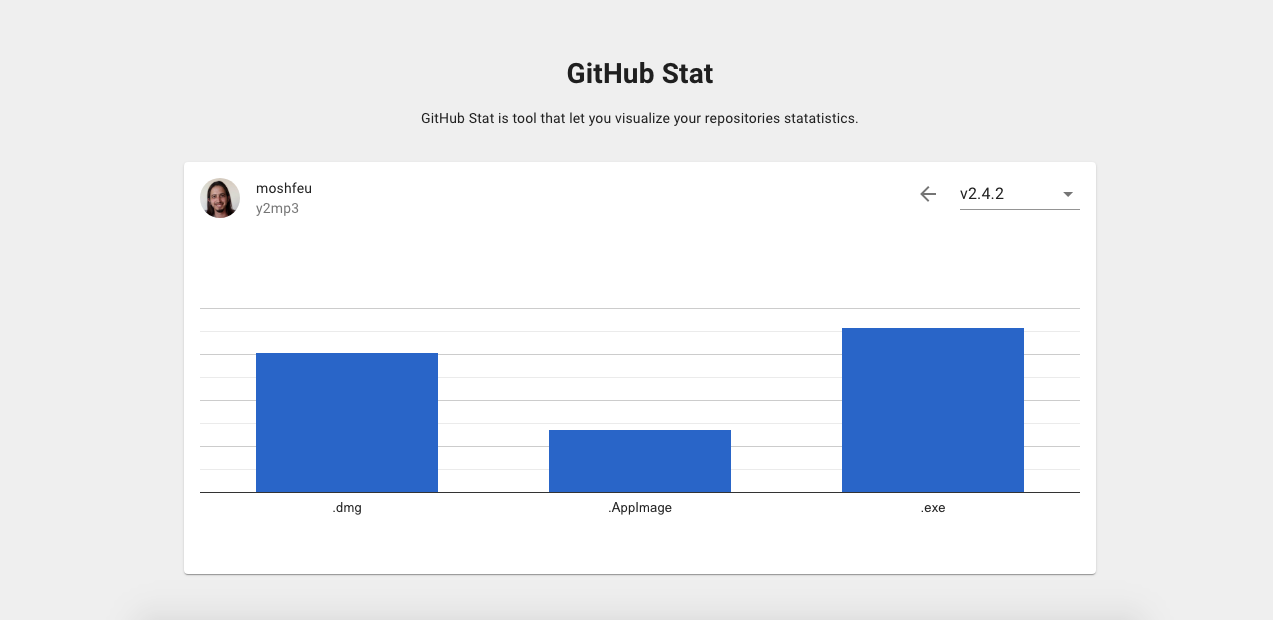 GitHub Stat
GitHub Stat is tool that let you visualize your repositories statatistics.
moshfeu
y2mp3
v2.4.2
.dmg
.AppImage
.exe